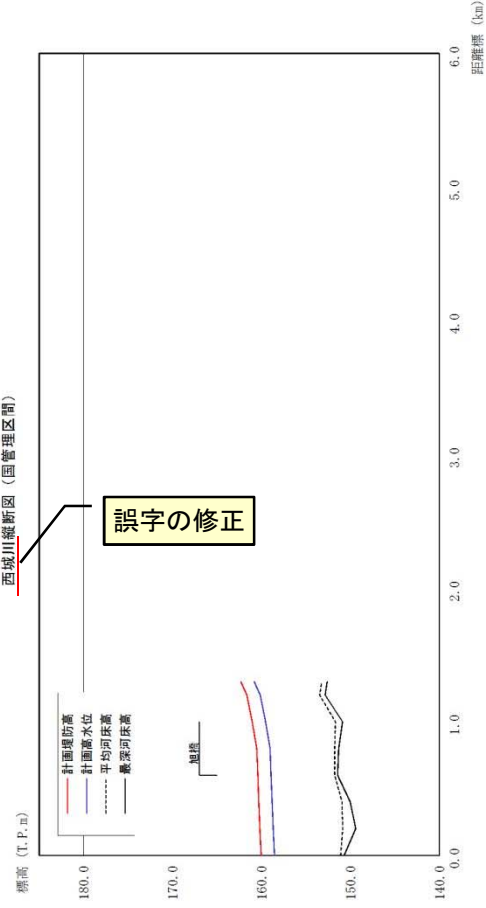 西城川縦断図（国管理区間）
誤字の修正
標高 (T.P.m)
180.0
170.0
160.0
150.0
140.0
計画堤防高
計画高水位
平均河床高
最深河床高
旭橋
0.0
1.0
2.0
3.0
4.0
5.0
6.0
距離標 (km)